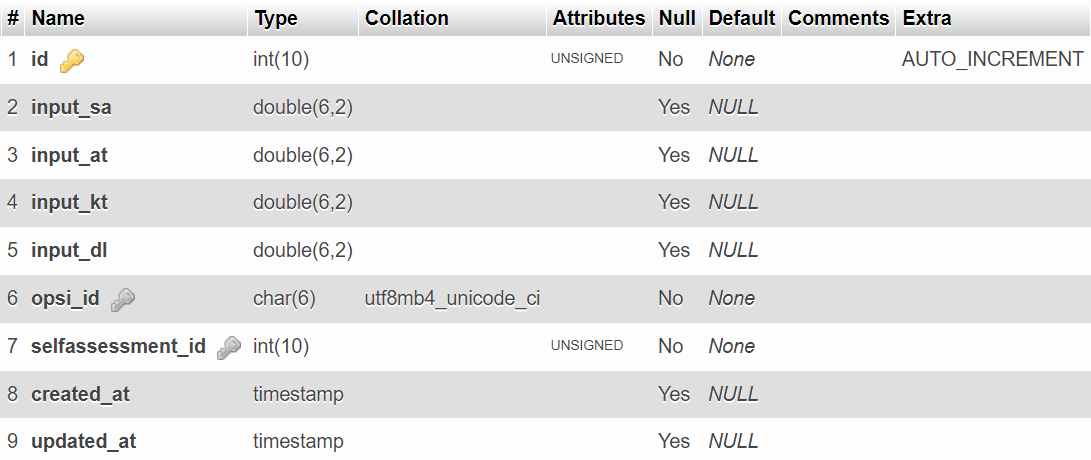 # Name Type Collation Attributes Null Default Comments Extra
1 id int(10) UNSIGNED No None AUTO_INCREMENT
2 input_sa double(6,2) Yes NULL
3 input_at double(6,2) Yes NULL
4 input_kt double(6,2) Yes NULL
5 input_dl double(6,2) Yes NULL
6 opsi_id char(6) utf8mb4_unicode_ci No None
7 selfassessment_id int(10) UNSIGNED No None
8 created_at timestamp Yes NULL
9 updated_at timestamp Yes NULL